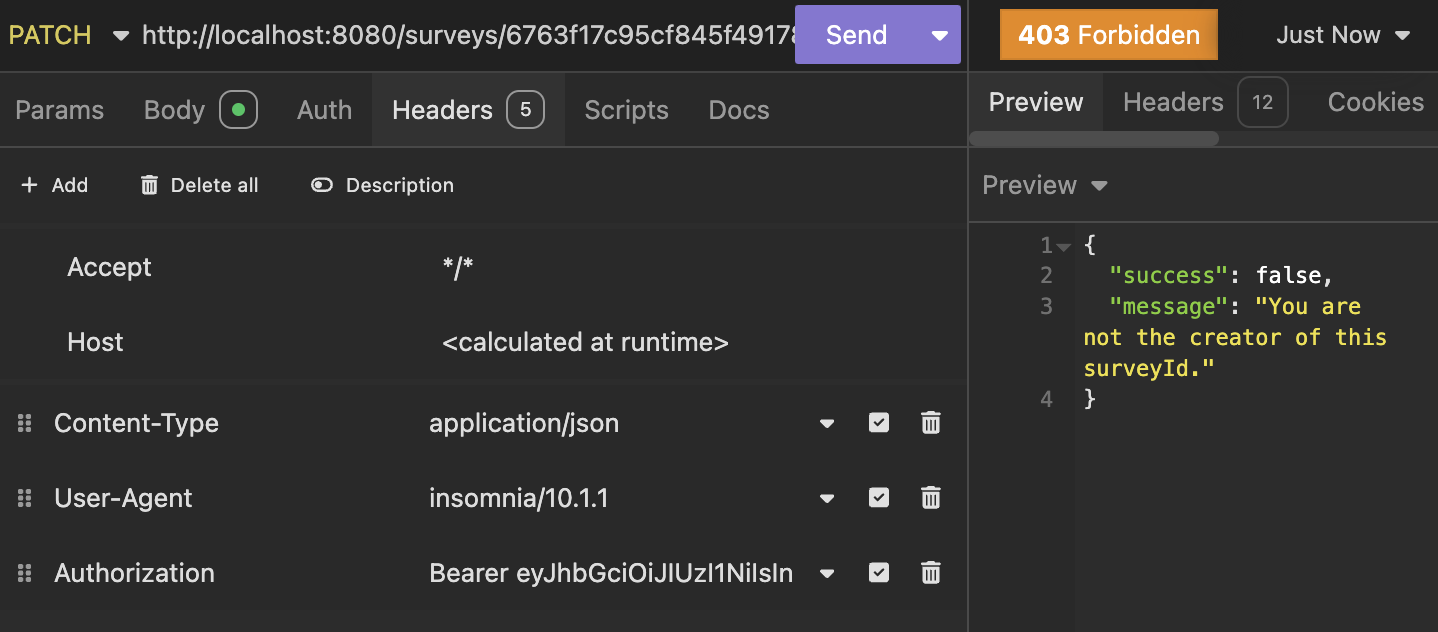 PATCH http://localhost:8080/surveys/6763f17c95cf845f49178 Send 403 Forbidden Just Now
Params Body Auth Headers 5 Scripts Docs Preview Headers 12 Cookies
+ Add Delete all Description Preview
Accept */*
Host <calculated at runtime>
Content-Type application/json
User-Agent insomnia/10.1.1
Authorization Bearer eyJhbGciOiJIUzI1NiIsIn
1 {
2 "success": false,
3 "message": "You are
not the creator of this
surveyId."
4 }